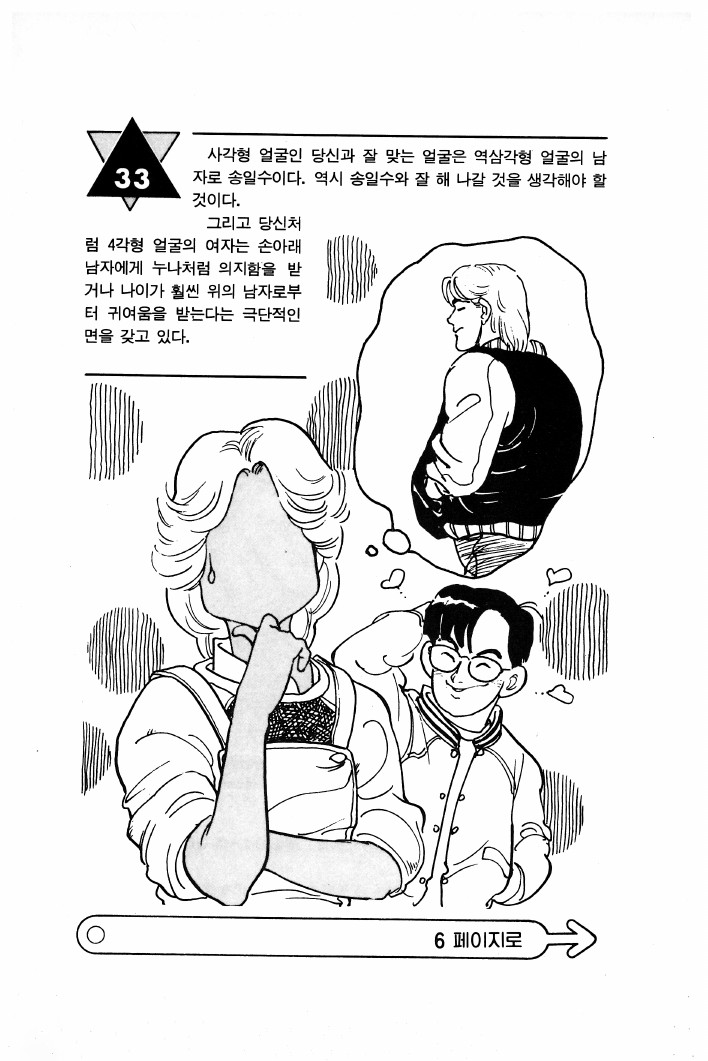 33
사각형 얼굴인 당신과 잘 맞는 얼굴은 역삼각형 얼굴의 남
자로 송일수이다. 역시 송일수와 잘 해 나갈 것을 생각해야 할
것이다.
그리고 당신처
럼 4각형 얼굴의 여자는 손아래
남자에게 누나처럼 의지함을 받
거나 나이가 훨씬 위의 남자로부
터 귀여움을 받는다는 극단적인
면을 갖고 있다.
6 페이지로